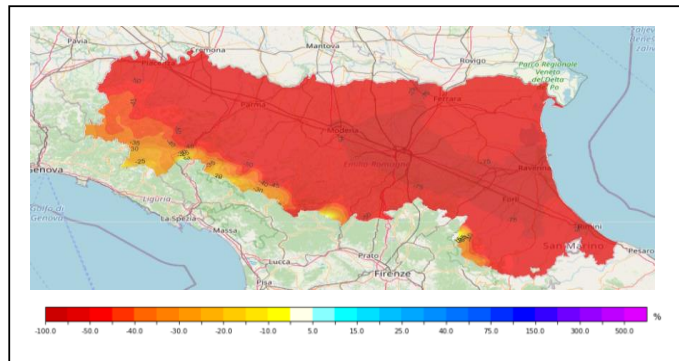 Pavia
Cremona
Mantova
Rovigo
Parco Regionale
Veneto
del Delta
Po
Parma
Ferrara
Modena
Emilia-Romagna
Ravenna
Forlì
Rimini
San Marino
Pesaro
Genova
Golfo di
Genova
Liguria
La Spezia
Massa
Lucca
Pisa
Prato
Firenze
-25
-100.0 -50.0 -40.0 -30.0 -20.0 -10.0 5.0 15.0 25.0 40.0 75.0 150.0 300.0 500.0 %